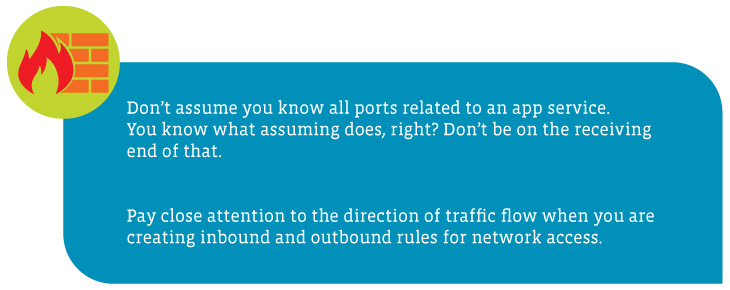 Don’t assume you know all ports related to an app service.
You know what assuming does, right? Don’t be on the receiving
end of that.
Pay close attention to the direction of traffic flow when you are
creating inbound and outbound rules for network access.